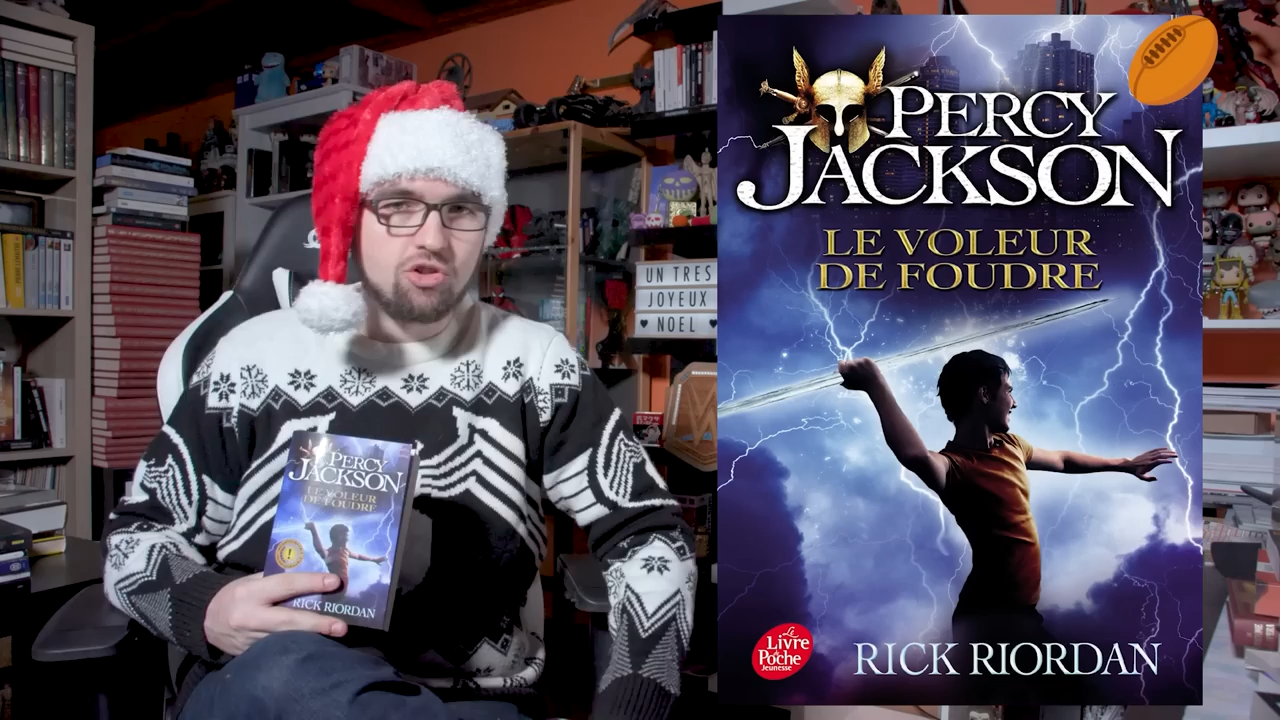 UN TRES
JOYEUX
♥ NOEL ♥
PERCY
JACKSON
LE VOLEUR
DE FOUDRE
RICK RIORDAN
PERCY
JACKSON
LE VOLEUR
DE FOUDRE
Le
Livre
de
Poche
Jeunesse
RICK RIORDAN